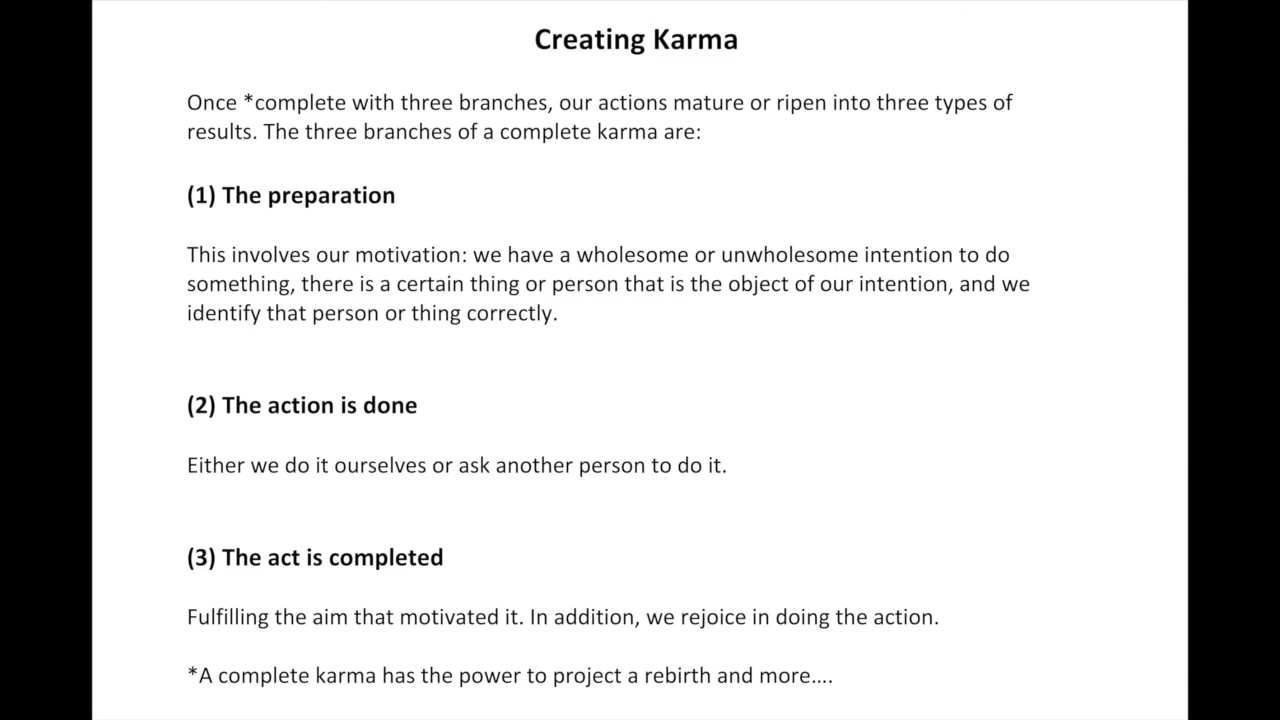 Creating Karma
Once *complete with three branches, our actions mature or ripen into three types of
results. The three branches of a complete karma are:
(1) The preparation
This involves our motivation: we have a wholesome or unwholesome intention to do
something, there is a certain thing or person that is the object of our intention, and we
identify that person or thing correctly.
(2) The action is done
Either we do it ourselves or ask another person to do it.
(3) The act is completed
Fulfilling the aim that motivated it. In addition, we rejoice in doing the action.
*A complete karma has the power to project a rebirth and more....